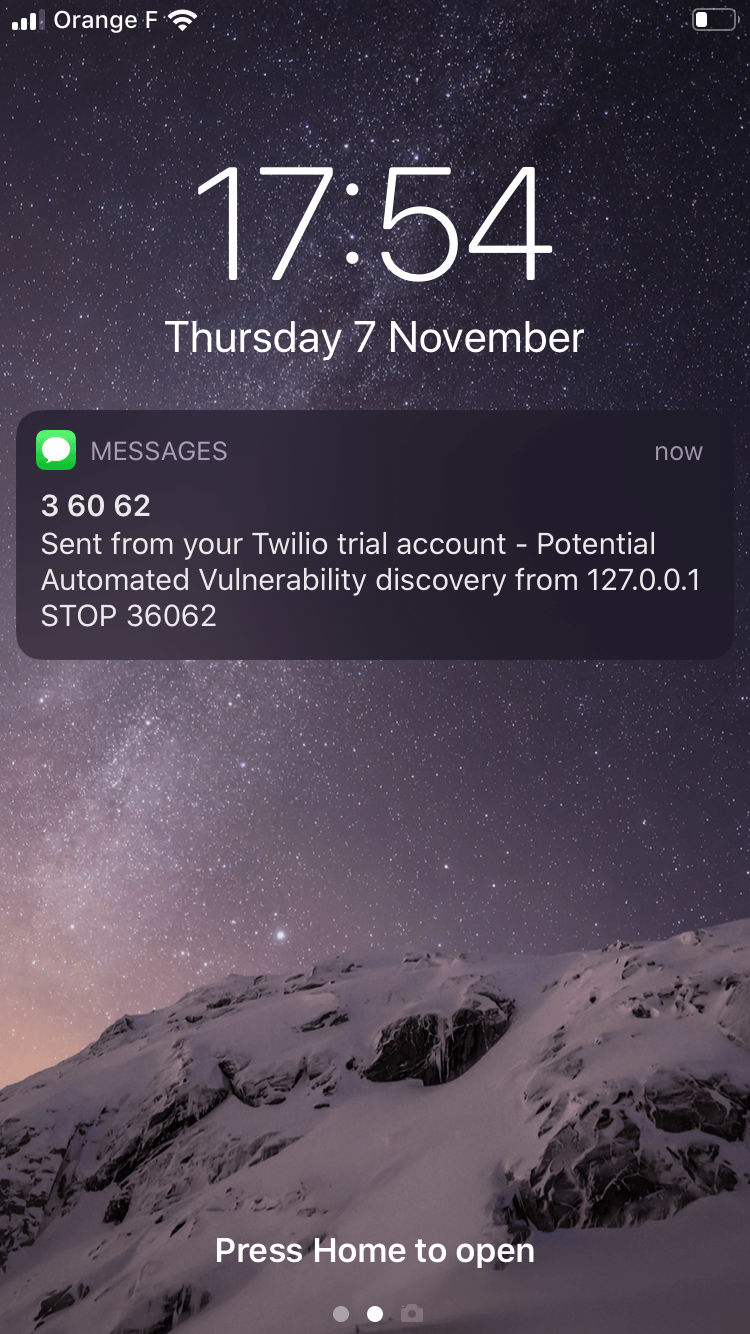 Orange F
17:54
Thursday 7 November
MESSAGES now
3 60 62
Sent from your Twilio trial account - Potential
Automated Vulnerability discovery from 127.0.0.1
STOP 36062
Press Home to open